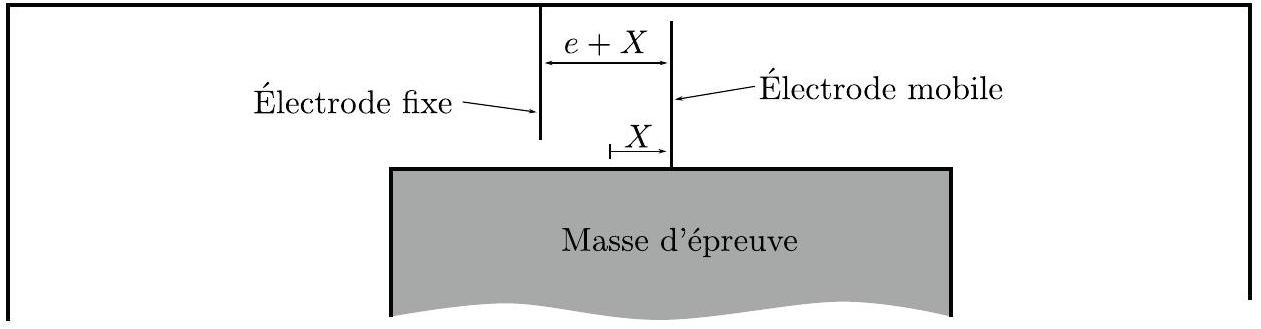 e + X
Électrode fixe
Électrode mobile
X
Masse d'épreuve